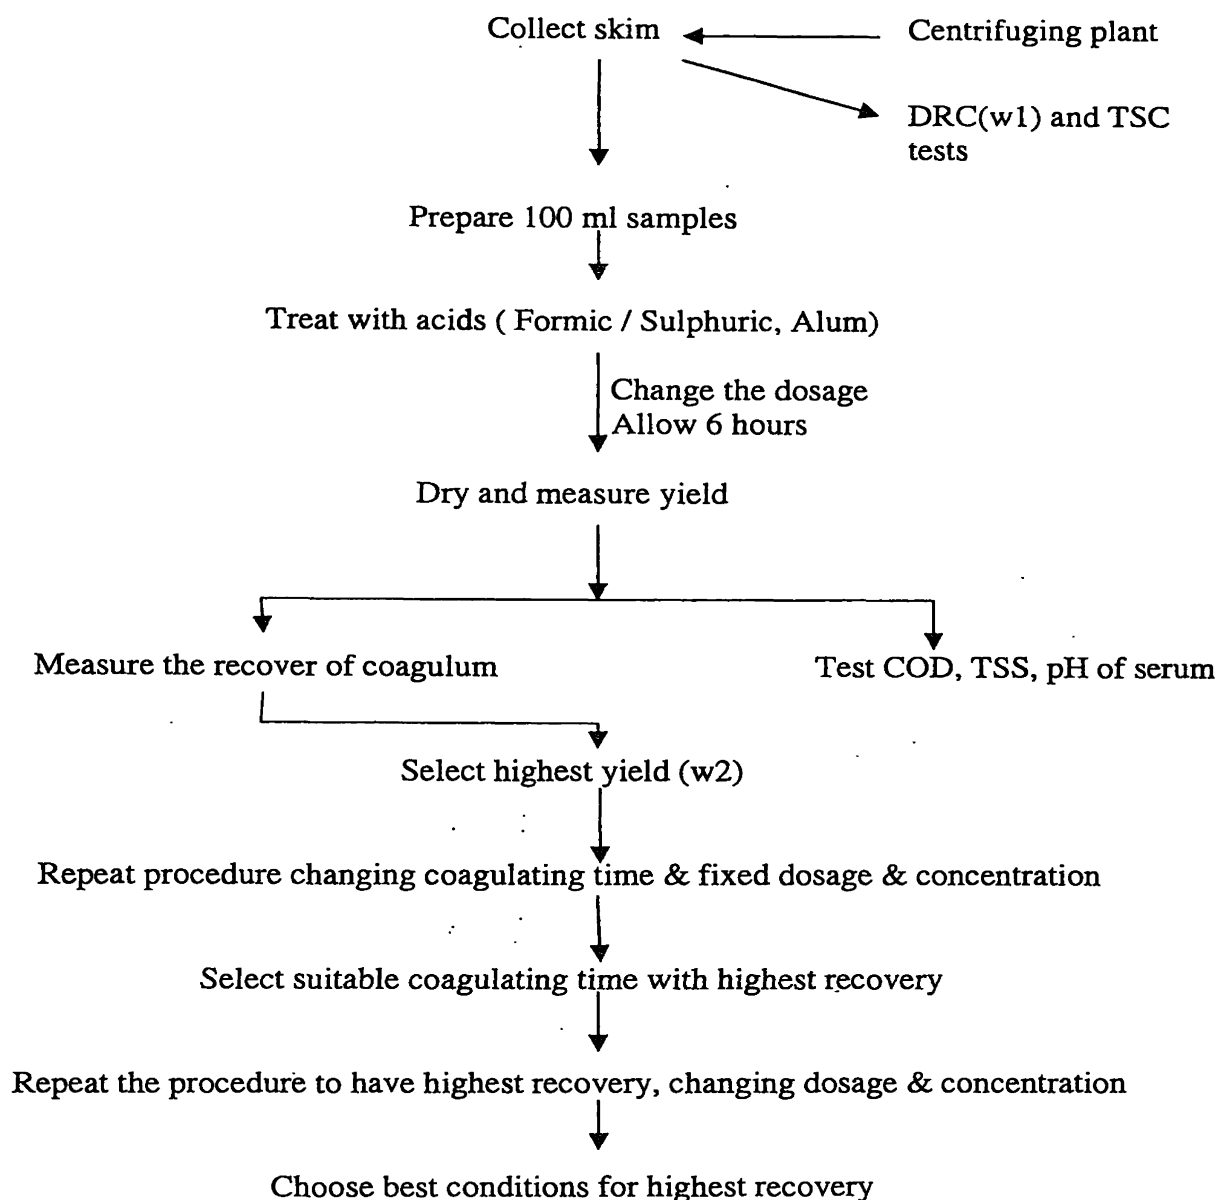 Collect skim
Centrifuging plant
DRC(w1) and TSC
tests
Prepare 100 ml samples
Treat with acids ( Formic / Sulphuric, Alum)
Change the dosage
Allow 6 hours
Dry and measure yield
Measure the recover of coagulum
Test COD, TSS, pH of serum
Select highest yield (w2)
Repeat procedure changing coagulating time & fixed dosage & concentration
Select suitable coagulating time with highest recovery
Repeat the procedure to have highest recovery, changing dosage & concentration
Choose best conditions for highest recovery